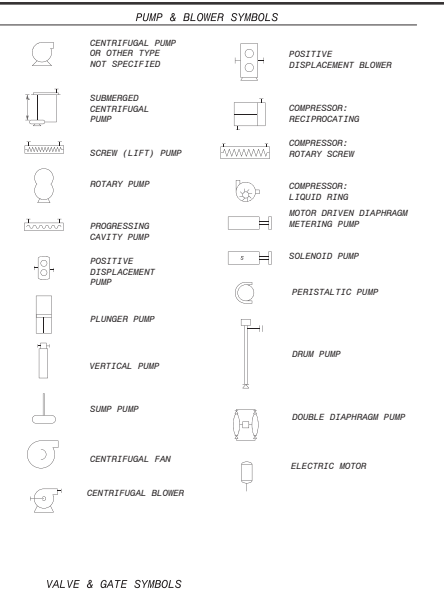 PUMP & BLOWER SYMBOLS
CENTRIFUGAL PUMP
OR OTHER TYPE
NOT SPECIFIED
SUBMERGED
CENTRIFUGAL
PUMP
SCREW (LIFT) PUMP
ROTARY PUMP
PROGRESSING
CAVITY PUMP
POSITIVE
DISPLACEMENT
PUMP
PLUNGER PUMP
VERTICAL PUMP
SUMP PUMP
CENTRIFUGAL FAN
CENTRIFUGAL BLOWER
POSITIVE
DISPLACEMENT BLOWER
COMPRESSOR:
RECIPROCATING
COMPRESSOR:
ROTARY SCREW
COMPRESSOR:
LIQUID RING
MOTOR DRIVEN DIAPHRAGM
METERING PUMP
S
SOLENOID PUMP
PERISTALTIC PUMP
DRUM PUMP
DOUBLE DIAPHRAGM PUMP
ELECTRIC MOTOR
VALVE & GATE SYMBOLS